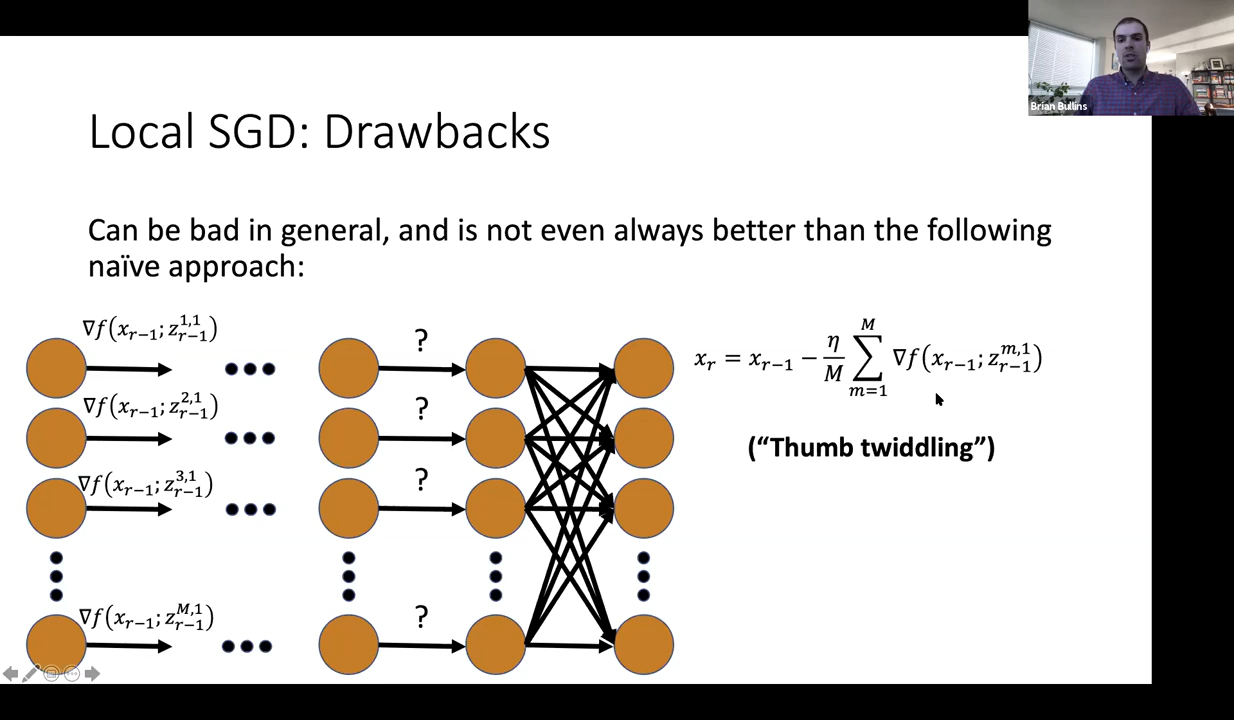 Brian Bullins
Local SGD: Drawbacks
Can be bad in general, and is not even always better than the following
naïve approach:
∇f(x_{r−1}; z_{r−1}^{1,1})
?
∇f(x_{r−1}; z_{r−1}^{2,1})
?
∇f(x_{r−1}; z_{r−1}^{3,1})
?
∇f(x_{r−1}; z_{r−1}^{M,1})
?
x_r = x_{r−1} − \frac{η}{M} \sum_{m=1}^{M} ∇f(x_{r−1}; z_{r−1}^{m,1})
(“Thumb twiddling”)